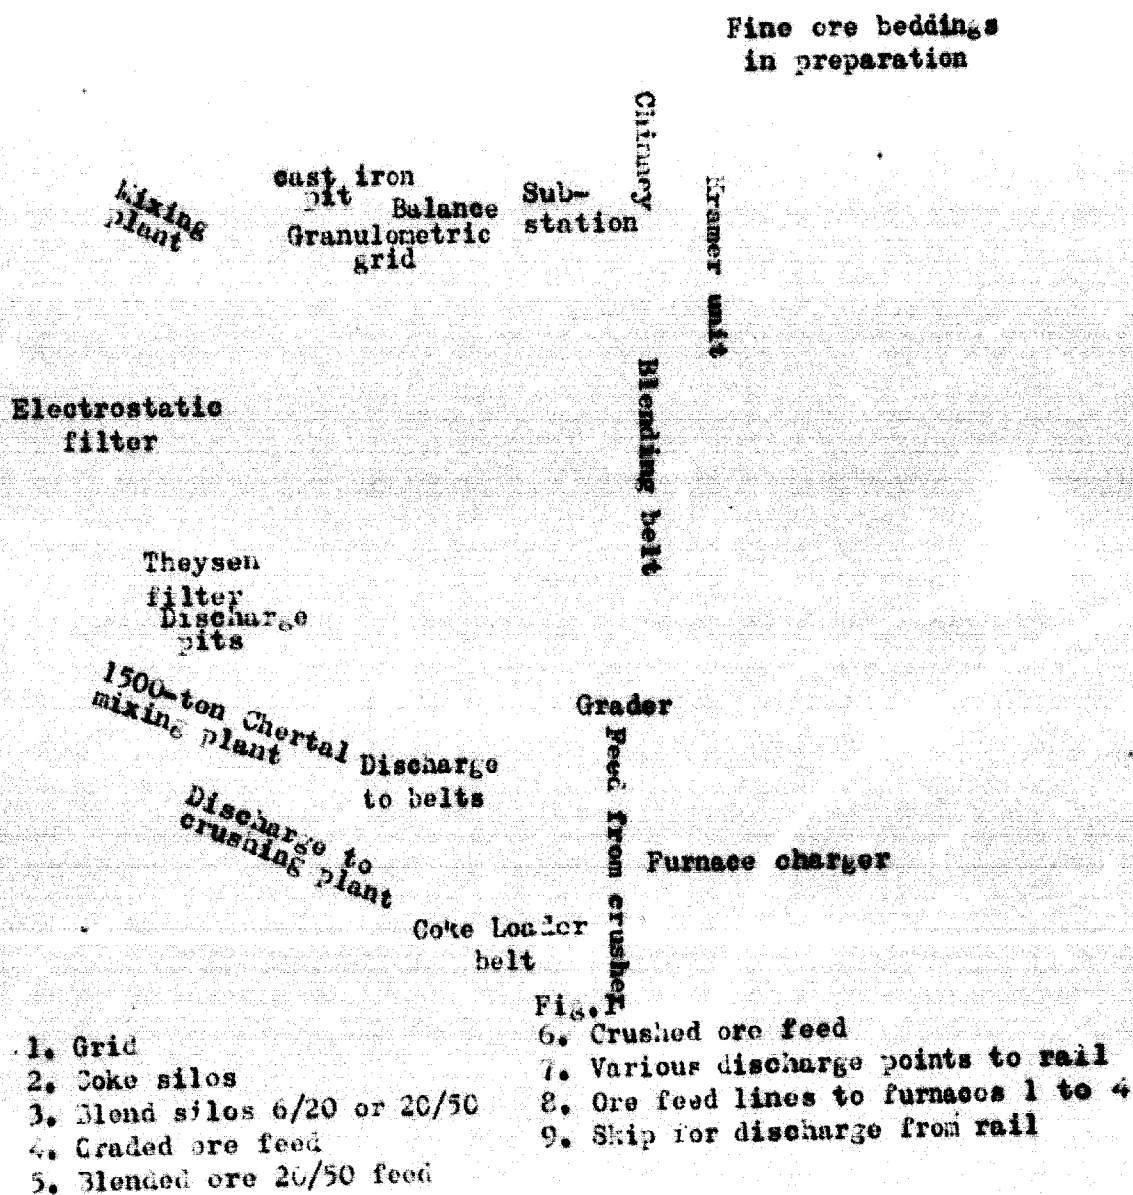 Fine ore beddings
in preparation
Chimney
Kramer unit
Mixing
plant
cast iron
pit
Balance
Granulometric
grid
Sub-
station
Electrostatic
filter
Blending belt
Theysen
filter
Discharge
pits
1500-ton Chertal
mixing plant
Discharge
to belts
Grader
Feed from crusher
Discharge to
crushing plant
Furnace charger
Coke Loader
belt
Fig.1
1. Grid
2. Coke silos
3. Blend silos 6/20 or 20/50
4. Graded ore feed
5. Blended ore 20/50 feed
6. Crushed ore feed
7. Various discharge points to rail
8. Ore feed lines to furnaces 1 to 4
9. Skip for discharge from rail